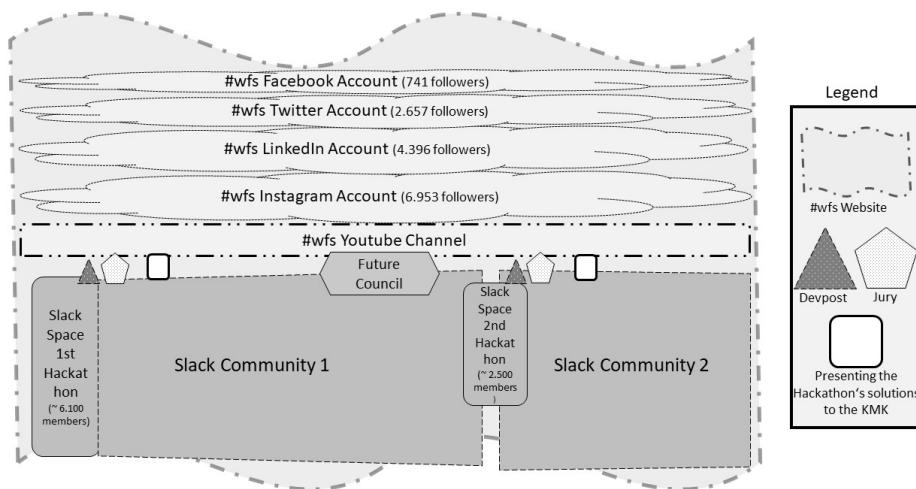 #wfs Facebook Account (741 followers)
#wfs Twitter Account (2.657 followers)
#wfs LinkedIn Account (4.396 followers)
#wfs Instagram Account (6.953 followers)
#wfs Youtube Channel
Future
Council
Slack
Space
1st
Hackat
hon
(~ 6.100
members)
Slack Community 1
Slack
Space
2nd
Hackat
hon
(~ 2.500
members
)
Slack Community 2
Legend
#wfs Website
Devpost
Jury
Presenting the
Hackathon's solutions
to the KMK